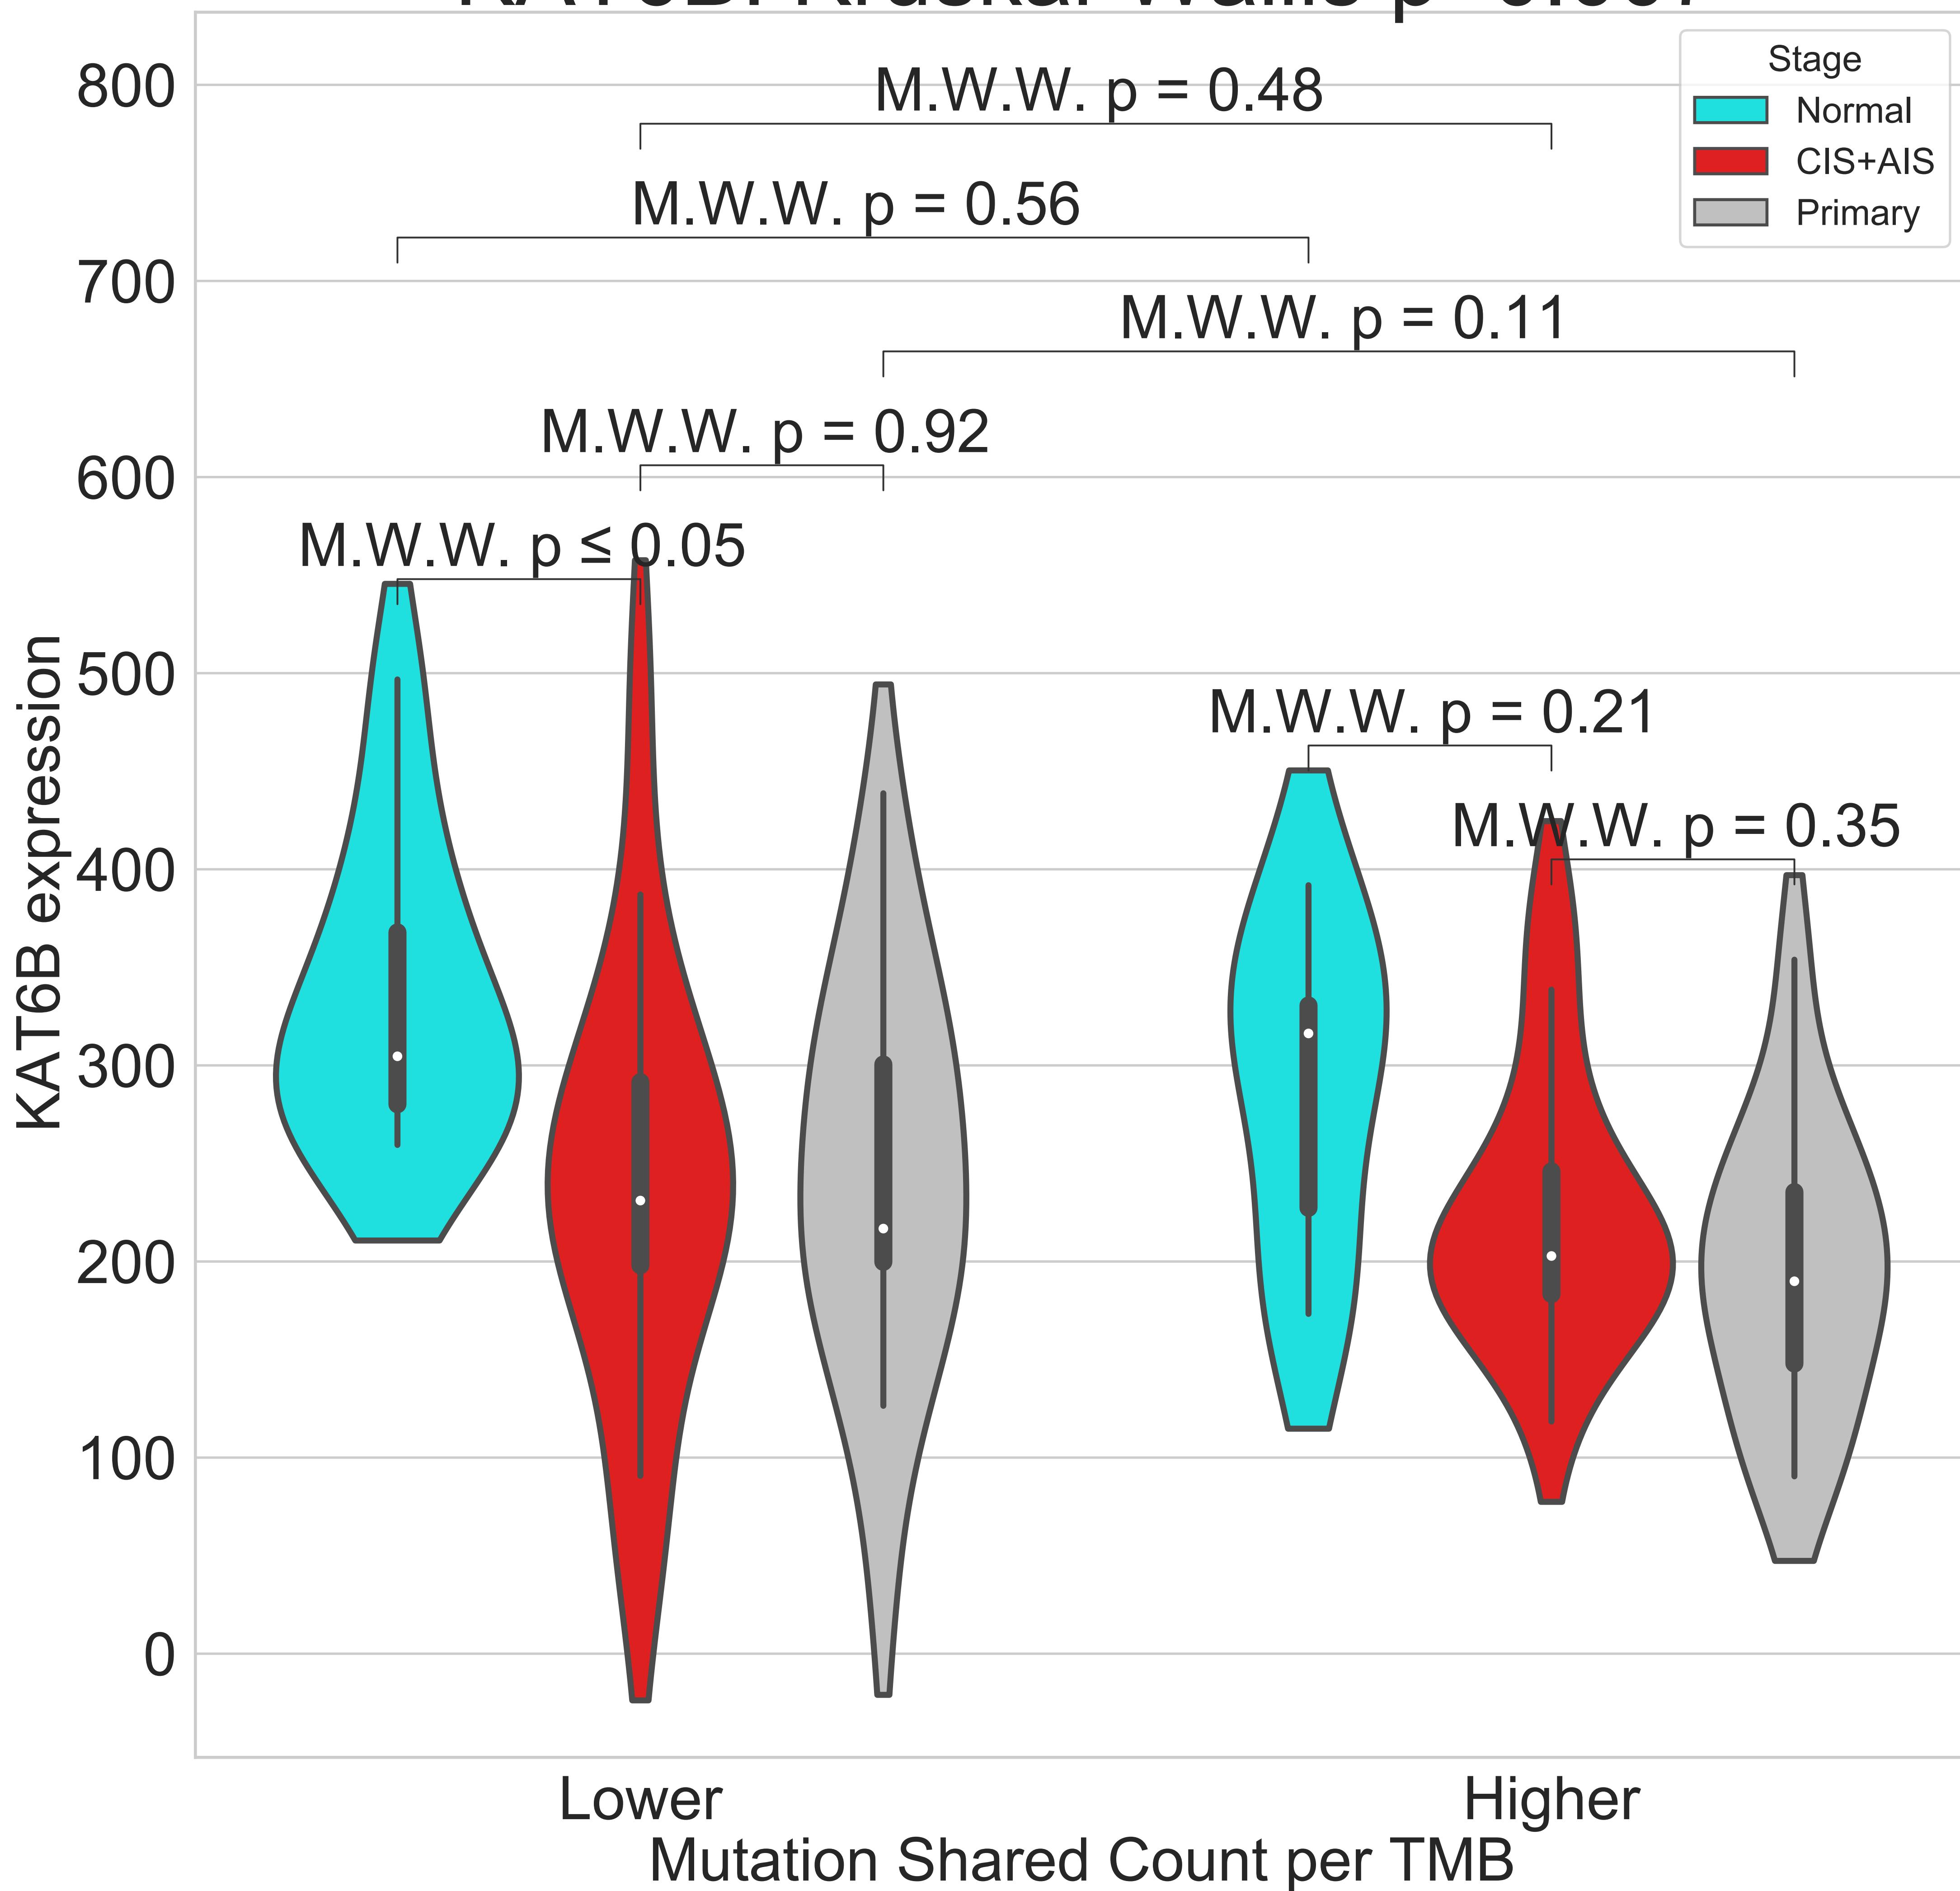 800
700
600
500
400
300
200
100
0
KAT6B expression
M.W.W. p = 0.48
M.W.W. p = 0.56
M.W.W. p = 0.11
M.W.W. p = 0.92
M.W.W. p ≤ 0.05
M.W.W. p = 0.21
M.W.W. p = 0.35
Stage
Normal
CIS+AIS
Primary
Lower
Higher
Mutation Shared Count per TMB